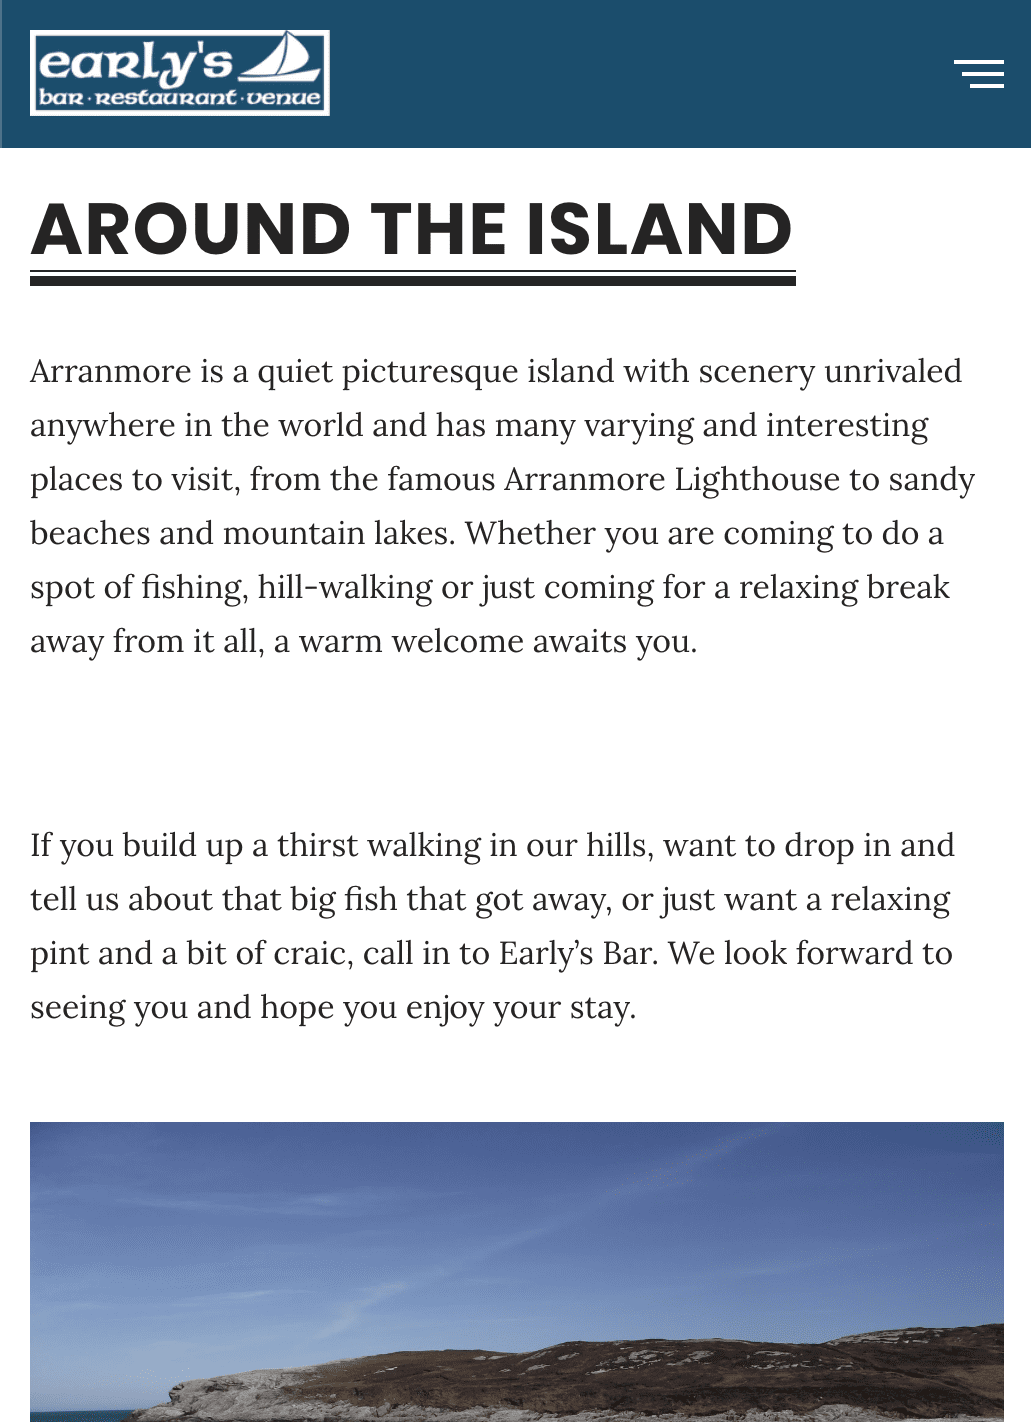 early's
bar · restaurant · venue
AROUND THE ISLAND
Arranmore is a quiet picturesque island with scenery unrivaled
anywhere in the world and has many varying and interesting
places to visit, from the famous Arranmore Lighthouse to sandy
beaches and mountain lakes. Whether you are coming to do a
spot of fishing, hill-walking or just coming for a relaxing break
away from it all, a warm welcome awaits you.
If you build up a thirst walking in our hills, want to drop in and
tell us about that big fish that got away, or just want a relaxing
pint and a bit of craic, call in to Early’s Bar. We look forward to
seeing you and hope you enjoy your stay.